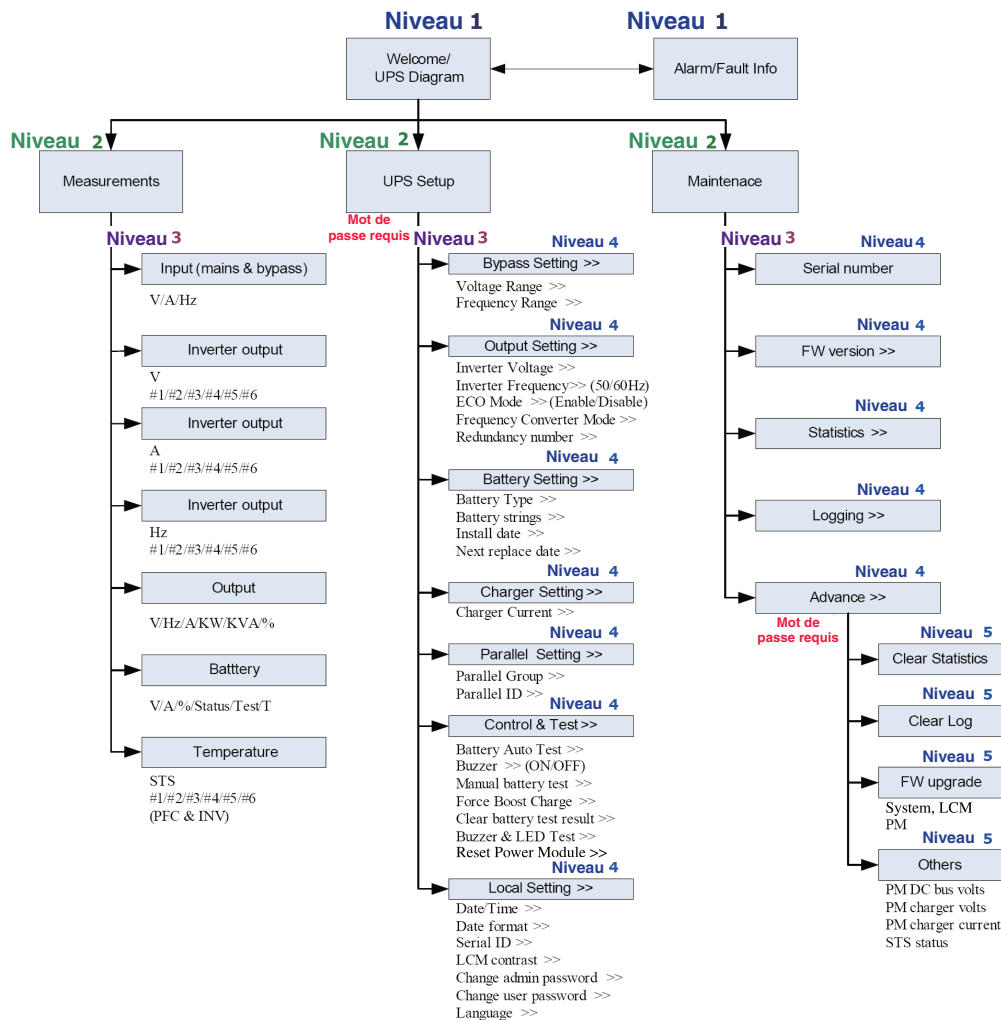 Niveau 1
Niveau 1
Welcome/
UPS Diagram
Alarm/Fault Info
Niveau 2
Niveau 2
Niveau 2
Measurements
UPS Setup
Maintenace
Niveau 3
Input (mains & bypass)
V/A/Hz
Inverter output
V
#1/#2/#3/#4/#5/#6
Inverter output
A
#1/#2/#3/#4/#5/#6
Inverter output
Hz
#1/#2/#3/#4/#5/#6
Output
V/Hz/A/KW/KVA/%
Batttery
V/A/%/Status/Test/T
Temperature
STS
#1/#2/#3/#4/#5/#6
(PFC & INV)
Mot de
passe requis
Niveau 3
Niveau 4
Bypass Setting >>
Voltage Range >>
Frequency Range >>
Niveau 4
Output Setting >>
Inverter Voltage >>
Inverter Frequency>> (50/60Hz)
ECO Mode >> (Enable/Disable)
Frequency Converter Mode >>
Redundancy number >>
Niveau 4
Battery Setting >>
Battery Type >>
Battery strings >>
Install date >>
Next replace date >>
Niveau 4
Charger Setting >>
Charger Current >>
Niveau 4
Parallel Setting >>
Parallel Group >>
Parallel ID >>
Niveau 4
Control & Test >>
Battery Auto Test >>
Buzzer >> (ON/OFF)
Manual battery test >>
Force Boost Charge >>
Clear battery test result >>
Buzzer & LED Test >>
Reset Power Module >>
Niveau 4
Local Setting >>
Date/Time >>
Date format >>
Serial ID >>
LCM contrast >>
Change admin password >>
Change user password >>
Language >>
Niveau 3
Niveau 4
Serial number
Niveau 4
FW version >>
Niveau 4
Statistics >>
Niveau 4
Logging >>
Niveau 4
Advance >>
Mot de
passe requis
Niveau 5
Clear Statistics
Niveau 5
Clear Log
Niveau 5
FW upgrade
System, LCM
PM
Niveau 5
Others
PM DC bus volts
PM charger volts
PM charger current
STS status